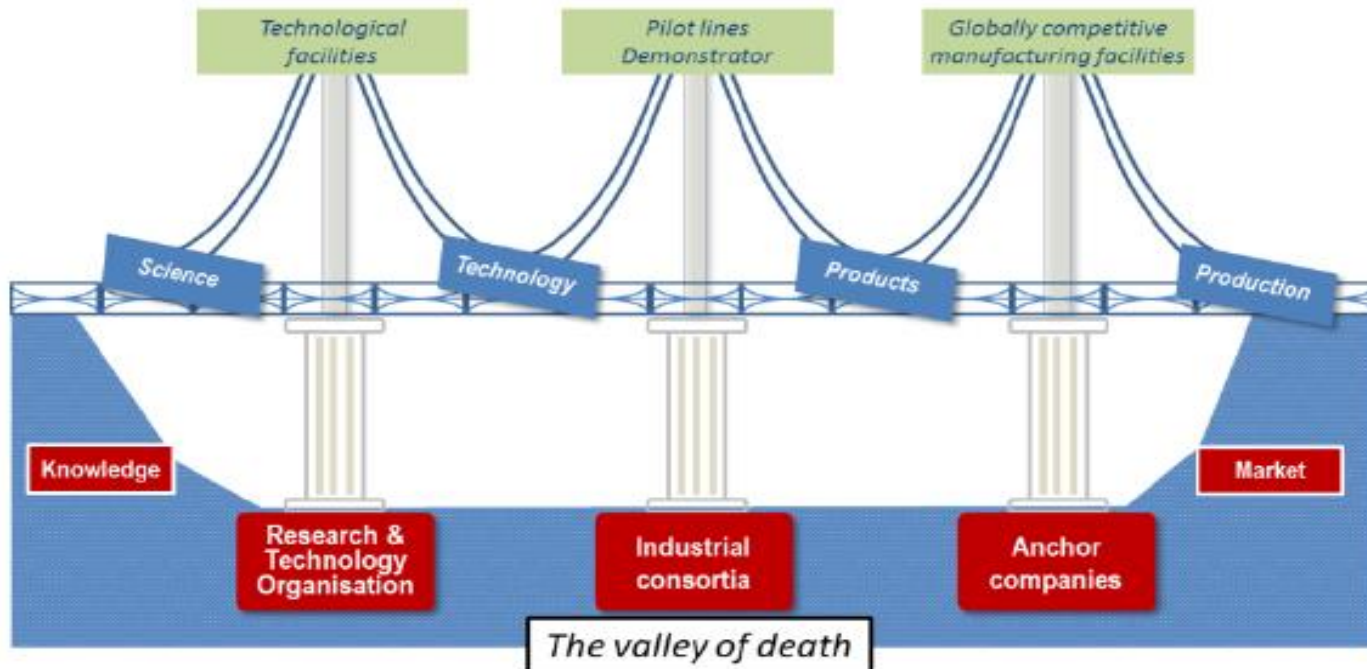 Technological
facilities
Pilot lines
Demonstrator
Globally competitive
manufacturing facilities
Science
Technology
Products
Production
Knowledge
Market
Research &
Technology
Organisation
Industrial
consortia
Anchor
companies
The valley of death